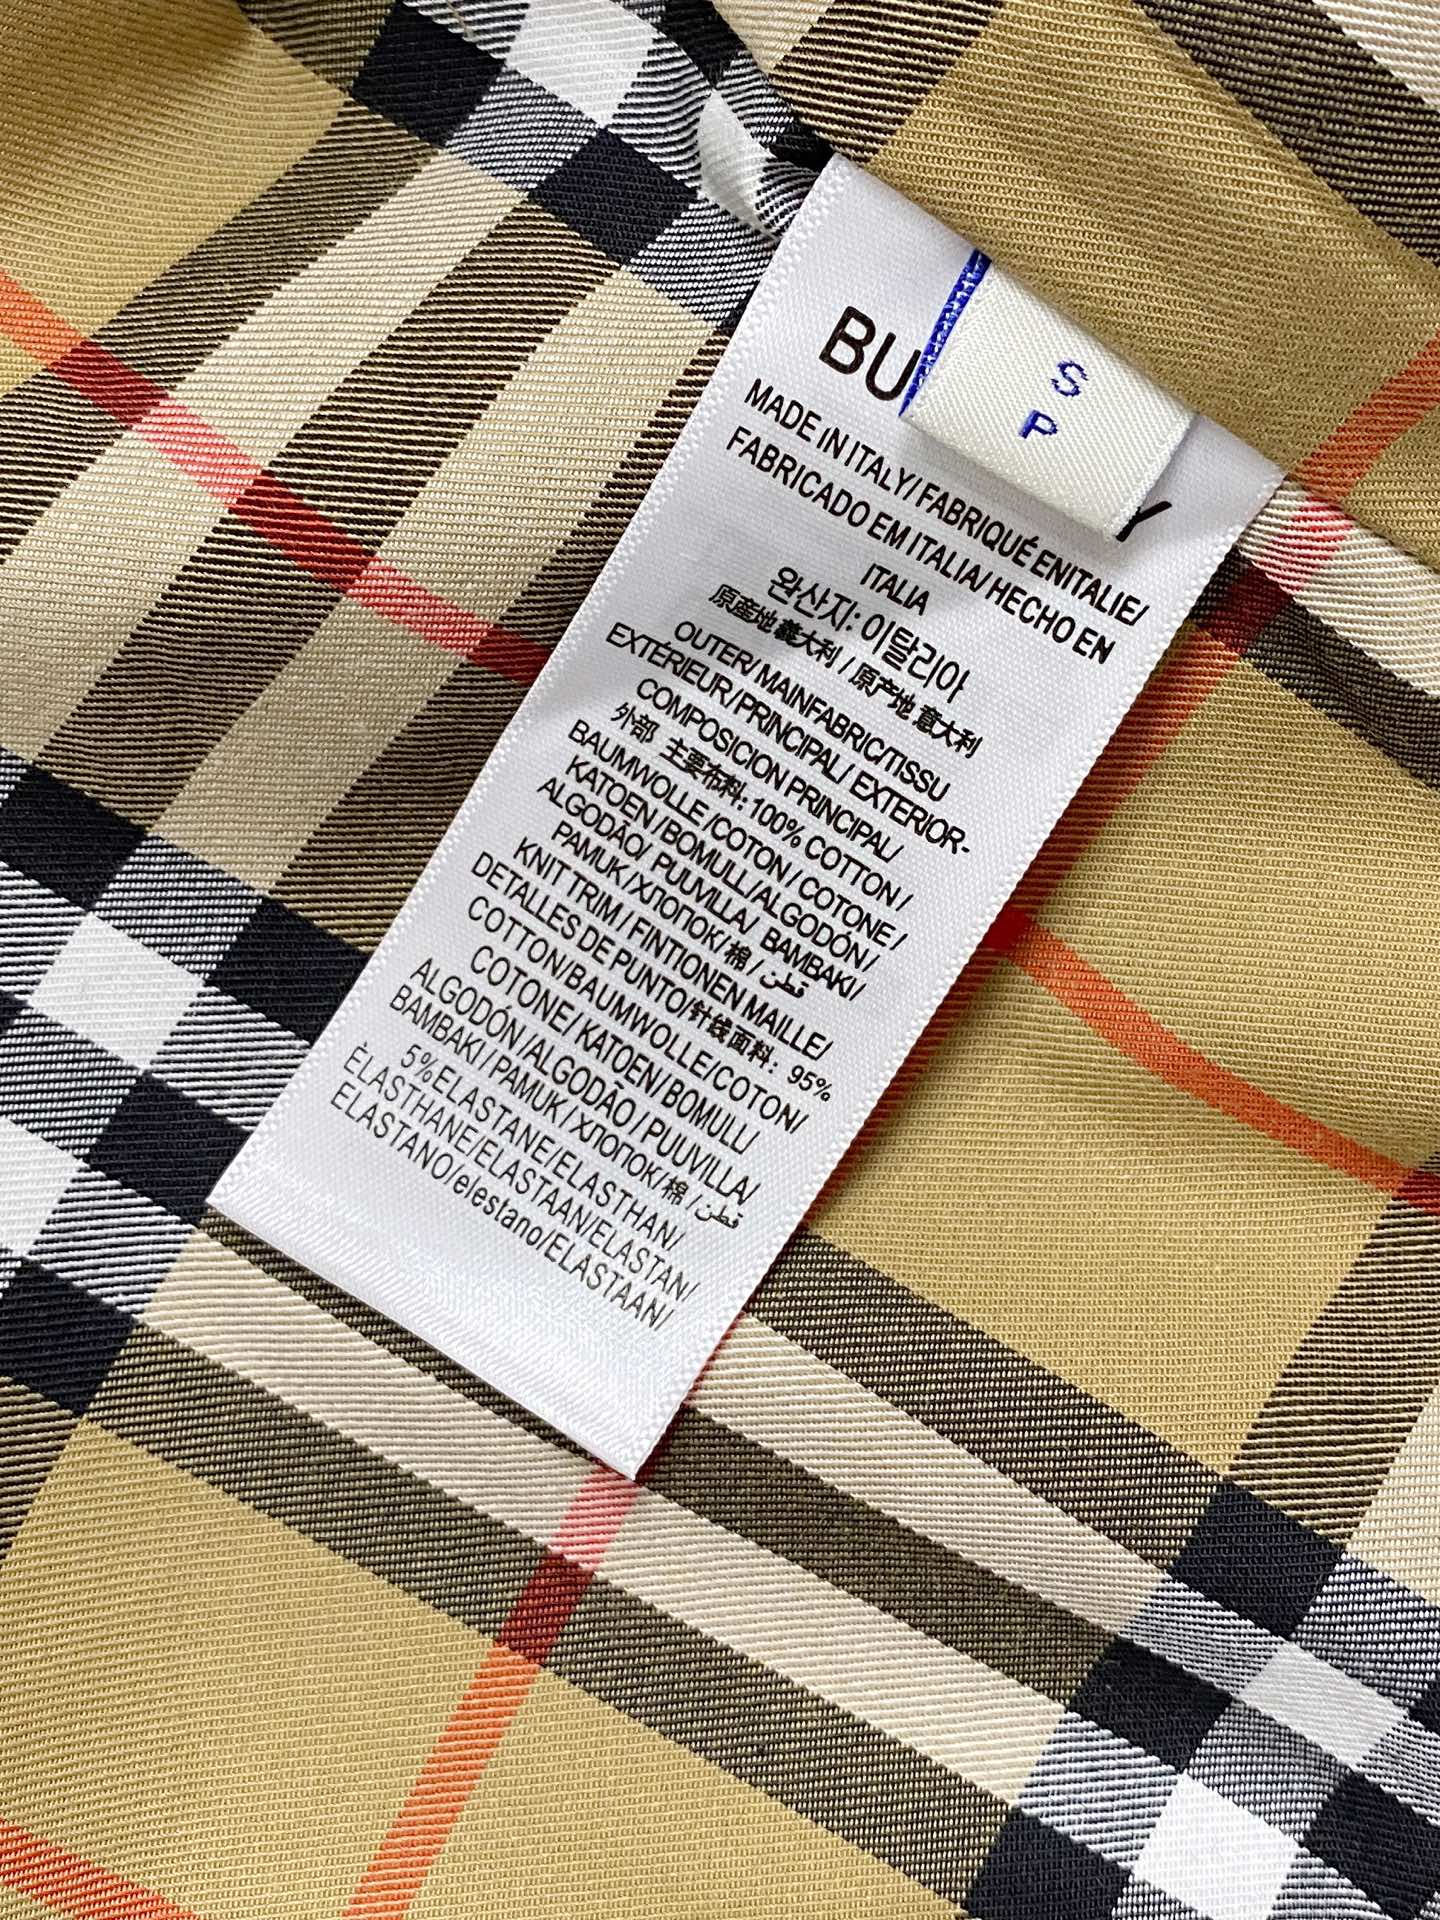 S
P
BU
Y
MADE iN ITALY/ FABRIQUÉ ENITALIE/
FABRICADO EM ITALIA/ HECHO EN
ITALIA
완산지: 이탈리아
原產地 義大利 / 原产地 意大利
OUTER/ MAINFABRIC/TISSU
EXTÉRIEUR/PRINCIPAL/ EXTERIOR-
COMPOSICION PRINCIPAL/
外部 主要布料: 100% COTTON /
BAUMWOLLE /COTON / COTONE /
KATOEN /BOMULL/ALGODÓN/
ALGODÃO/ PUUVILLA/ BAMBAKI/
PAMUK /ХЛОПОК/ 棉 / قطن
KNIT TRIM / FINTIONEN MAILLE/
DETALLES DE PUNTO/针线面料: 95%
COTTON/BAUMWOLLE/COTON/
COTONE/ KATOEN / BOMULL/
ALGODÓN /ALGODÃO / PUUVILLA/
BAMBAKI / PAMUK / ХЛОПОК/ 棉 / قطن
5%ELASTANE/ELASTHAN/
ÈLASTHANE/ELASTAAN/ELASTAN/
ELASTANO/elestano/ELASTAAN/